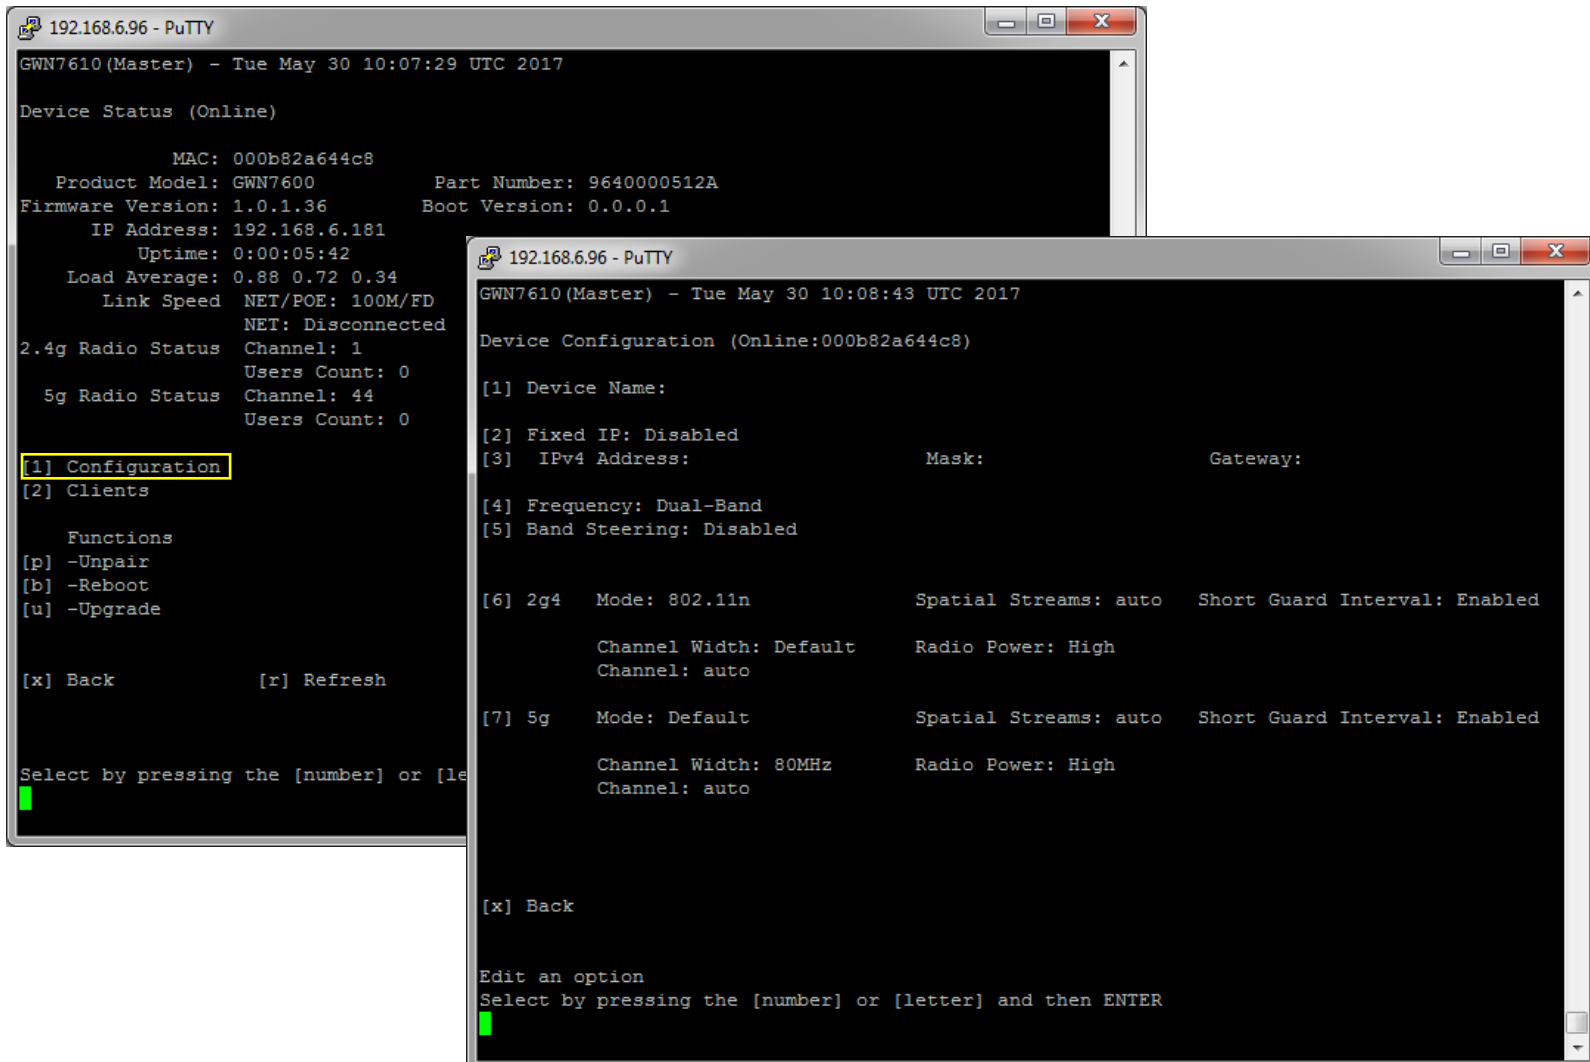 192.168.6.96 - PuTTY
GWN7610(Master) - Tue May 30 10:07:29 UTC 2017
Device Status (Online)
MAC: 000b82a644c8
Product Model: GWN7600 Part Number: 9640000512A
Firmware Version: 1.0.1.36 Boot Version: 0.0.0.1
IP Address: 192.168.6.181
Uptime: 0:00:05:42
Load Average: 0.88 0.72 0.34
Link Speed NET/POE: 100M/FD
NET: Disconnected
2.4g Radio Status Channel: 1
Users Count: 0
5g Radio Status Channel: 44
Users Count: 0
[1] Configuration
[2] Clients
Functions
[p] -Unpair
[b] -Reboot
[u] -Upgrade
[x] Back [r] Refresh
Select by pressing the [number] or [le
192.168.6.96 - PuTTY
GWN7610(Master) - Tue May 30 10:08:43 UTC 2017
Device Configuration (Online:000b82a644c8)
[1] Device Name:
[2] Fixed IP: Disabled
[3] IPv4 Address: Mask: Gateway:
[4] Frequency: Dual-Band
[5] Band Steering: Disabled
[6] 2g4 Mode: 802.11n Spatial Streams: auto Short Guard Interval: Enabled
Channel Width: Default Radio Power: High
Channel: auto
[7] 5g Mode: Default Spatial Streams: auto Short Guard Interval: Enabled
Channel Width: 80MHz Radio Power: High
Channel: auto
[x] Back
Edit an option
Select by pressing the [number] or [letter] and then ENTER